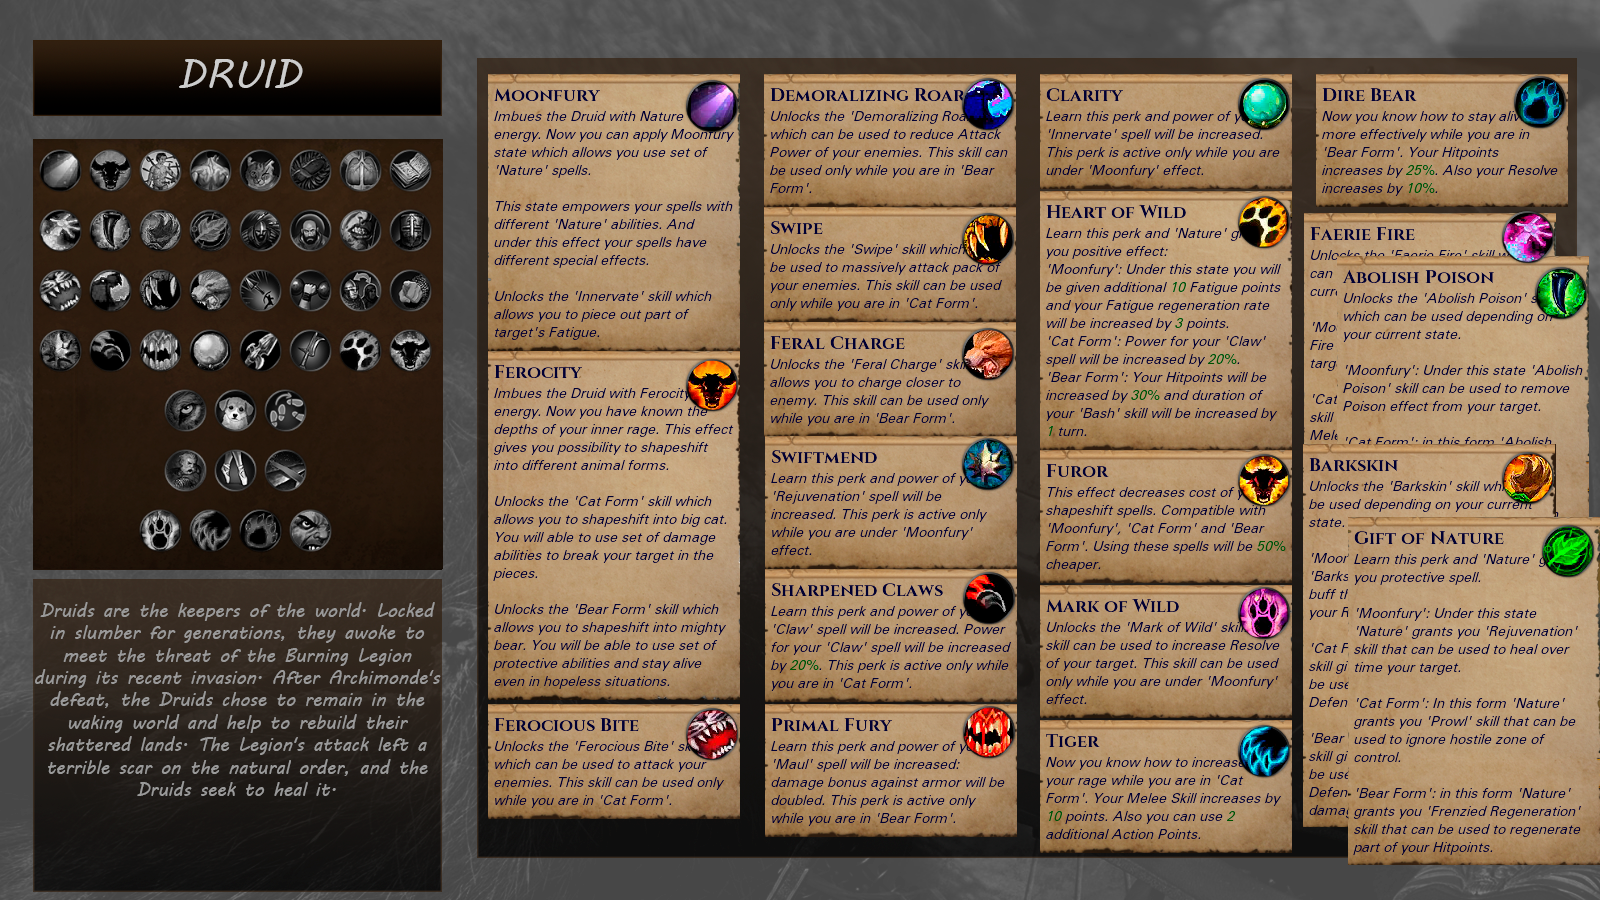 DRUID
Druids are the keepers of the world. Locked
in slumber for generations, they awoke to
meet the threat of the Burning Legion
during its recent invasion. After Archimonde's
defeat, the Druids chose to remain in the
waking world and help to rebuild their
shattered lands. The Legion's attack left a
terrible scar on the natural order, and the
Druids seek to heal it.
MOONFURY
Imbues the Druid with Nature
energy. Now you can apply Moonfury
state which allows you use set of
'Nature' spells.
This state empowers your spells with
different 'Nature' abilities. And
under this effect your spells have
different special effects.
Unlocks the 'Innervate' skill which
allows you to piece out part of
target's Fatigue.
FEROCITY
Imbues the Druid with Ferocity
energy. Now you have known the
depths of your inner rage. This effect
gives you possibility to shapeshift
into different animal forms.
Unlocks the 'Cat Form' skill which
allows you to shapeshift into big cat.
You will able to use set of damage
abilities to break your target in the
pieces.
Unlocks the 'Bear Form' skill which
allows you to shapeshift into mighty
bear. You will be able to use set of
protective abilities and stay alive
even in hopeless situations.
FEROCIOUS BITE
Unlocks the 'Ferocious Bite'
which can be used to attack your
enemies. This skill can be used only
while you are in 'Cat Form'.
DEMORALIZING ROAR
Unlocks the 'Demoralizing
which can be used to reduce Attack
Power of your enemies. This skill can
be used only while you are in 'Bear
Form'.
SWIPE
Unlocks the 'Swipe' skill which
be used to massively attack pack of
your enemies. This skill can be used
only while you are in 'Cat Form'.
FERAL CHARGE
Unlocks the 'Feral Charge'
allows you to charge closer to
enemy. This skill can be used only
while you are in 'Bear Form'.
SWIFTMEND
Learn this perk and power of
'Rejuvenation' spell will be
increased. This perk is active only
while you are under 'Moonfury'
effect.
SHARPENED CLAWS
Learn this perk and power of
'Claw' spell will be increased. Power
for your 'Claw' spell will be increased
by 20%. This perk is active only while
you are in 'Cat Form'.
PRIMAL FURY
Learn this perk and power of
'Maul' spell will be increased:
damage bonus against armor will be
doubled. This perk is active only
while you are in 'Bear Form'.
CLARITY
Learn this perk and power of
'Innervate' spell will be increased.
This perk is active only while you are
under 'Moonfury' effect.
HEART OF WILD
Learn this perk and 'Nature'
you positive effect:
'Moonfury': Under this state you will
be given additional 10 Fatigue points
and your Fatigue regeneration rate
will be increased by 3 points.
'Cat Form': Power for your 'Claw'
spell will be increased by 20%.
'Bear Form': Your Hitpoints will be
increased by 30% and duration of
your 'Bash' skill will be increased by
1 turn.
FUROR
This effect decreases cost of
shapeshift spells. Compatible with
'Moonfury', 'Cat Form' and 'Bear
Form'. Using these spells will be 50%
cheaper.
MARK OF WILD
Unlocks the 'Mark of Wild' skill
skill can be used to increase Resolve
of your target. This skill can be used
only while you are under 'Moonfury'
effect.
TIGER
Now you know how to increase
your rage while you are in 'Cat
Form'. Your Melee Skill increases by
10 points. Also you can use 2
additional Action Points.
DIRE BEAR
Now you know how to stay
more effectively while you are in
'Bear Form'. Your Hitpoints
increases by 25%. Also your Resolve
increases by 10%.
FAERIE FIRE
Unlocks the 'Faerie Fire' skill
can
Fire
skill
ABOLISH POISON
Unlocks the 'Abolish Poison'
which can be used depending on
your current state.
'Moonfury': Under this state 'Abolish
Poison' skill can be used to remove
Poison effect from your target.
'Cat Form': in this form 'Abolish
BARKSKIN
Unlocks the 'Barkskin' skill
be used depending on your current
state.
buff
your
'Cat
skill
be
'Bear
skill
be
GIFT OF NATURE
Learn this perk and 'Nature'
you protective spell.
'Moonfury': Under this state
'Nature' grants you 'Rejuvenation'
skill that can be used to heal over
time your target.
'Cat Form': In this form 'Nature'
grants you 'Prowl' skill that can be
used to ignore hostile zone of
control.
'Bear Form': in this form 'Nature'
grants you 'Frenzied Regeneration'
skill that can be used to regenerate
part of your Hitpoints.